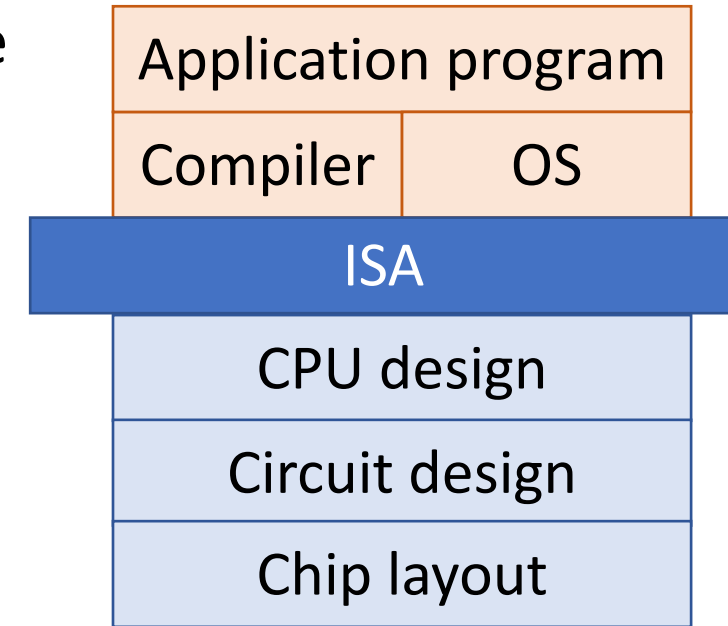 e
Application program
Compiler OS
ISA
CPU design
Circuit design
Chip layout